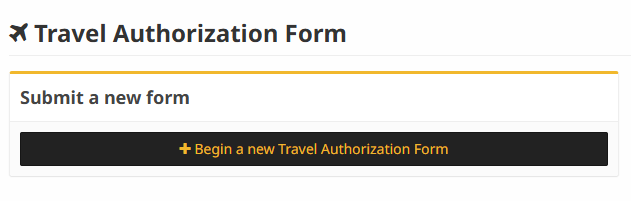 Travel Authorization Form
Submit a new form
Begin a new Travel Authorization Form